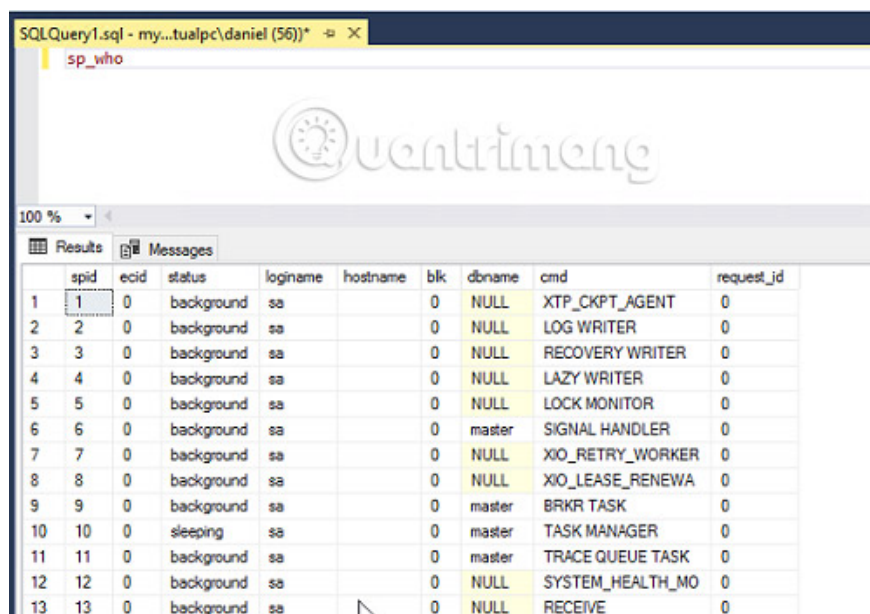 SQLQuery1.sql - my...tualpc\daniel (56))*
sp_who
Quantrimang
100 %
Results Messages
spid ecid status loginame hostname blk dbname cmd request_id
1 1 0 background sa 0 NULL XTP_CKPT_AGENT 0
2 2 0 background sa 0 NULL LOG WRITER 0
3 3 0 background sa 0 NULL RECOVERY WRITER 0
4 4 0 background sa 0 NULL LAZY WRITER 0
5 5 0 background sa 0 NULL LOCK MONITOR 0
6 6 0 background sa 0 master SIGNAL HANDLER 0
7 7 0 background sa 0 NULL XIO_RETRY_WORKER 0
8 8 0 background sa 0 NULL XIO_LEASE_RENEWA 0
9 9 0 background sa 0 master BRKR TASK 0
10 10 0 sleeping sa 0 master TASK MANAGER 0
11 11 0 background sa 0 master TRACE QUEUE TASK 0
12 12 0 background sa 0 NULL SYSTEM_HEALTH_MO 0
13 13 0 background sa 0 NULL RECEIVE 0